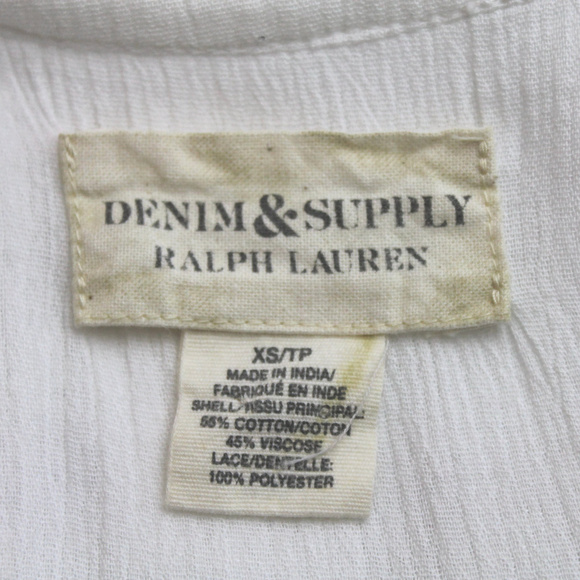 DENIM & SUPPLY
RALPH LAUREN
XS/TP
MADE IN INDIA/
FABRIQUÉ EN INDE
SHELL/TISSU PRINCIPAL:
55% COTTON/COTON
45% VISCOSE
LACE/DENTELLE:
100% POLYESTER